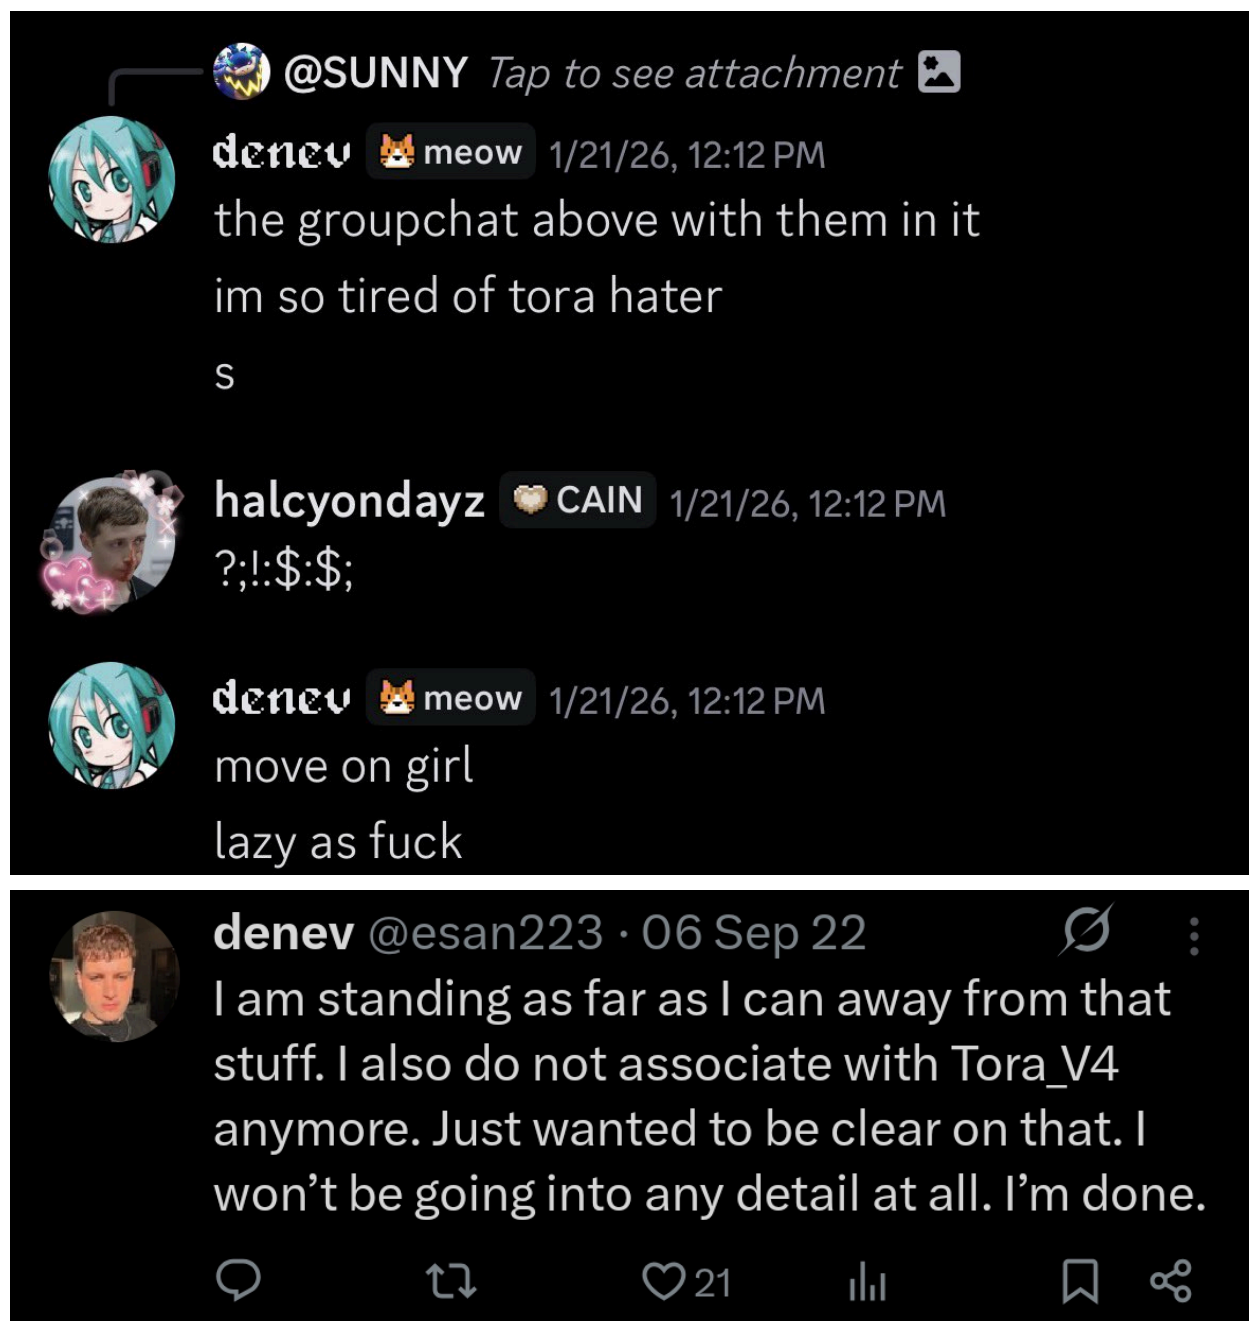 @SUNNY Tap to see attachment
denev meow 1/21/26, 12:12 PM
the groupchat above with them in it
im so tired of tora hater
s
halcyondayz CAIN 1/21/26, 12:12 PM
?;!:$:$;
denev meow 1/21/26, 12:12 PM
move on girl
lazy as fuck
denev @esan223 · 06 Sep 22
I am standing as far as I can away from that
stuff. I also do not associate with Tora_V4
anymore. Just wanted to be clear on that. I
won’t be going into any detail at all. I’m done.
21